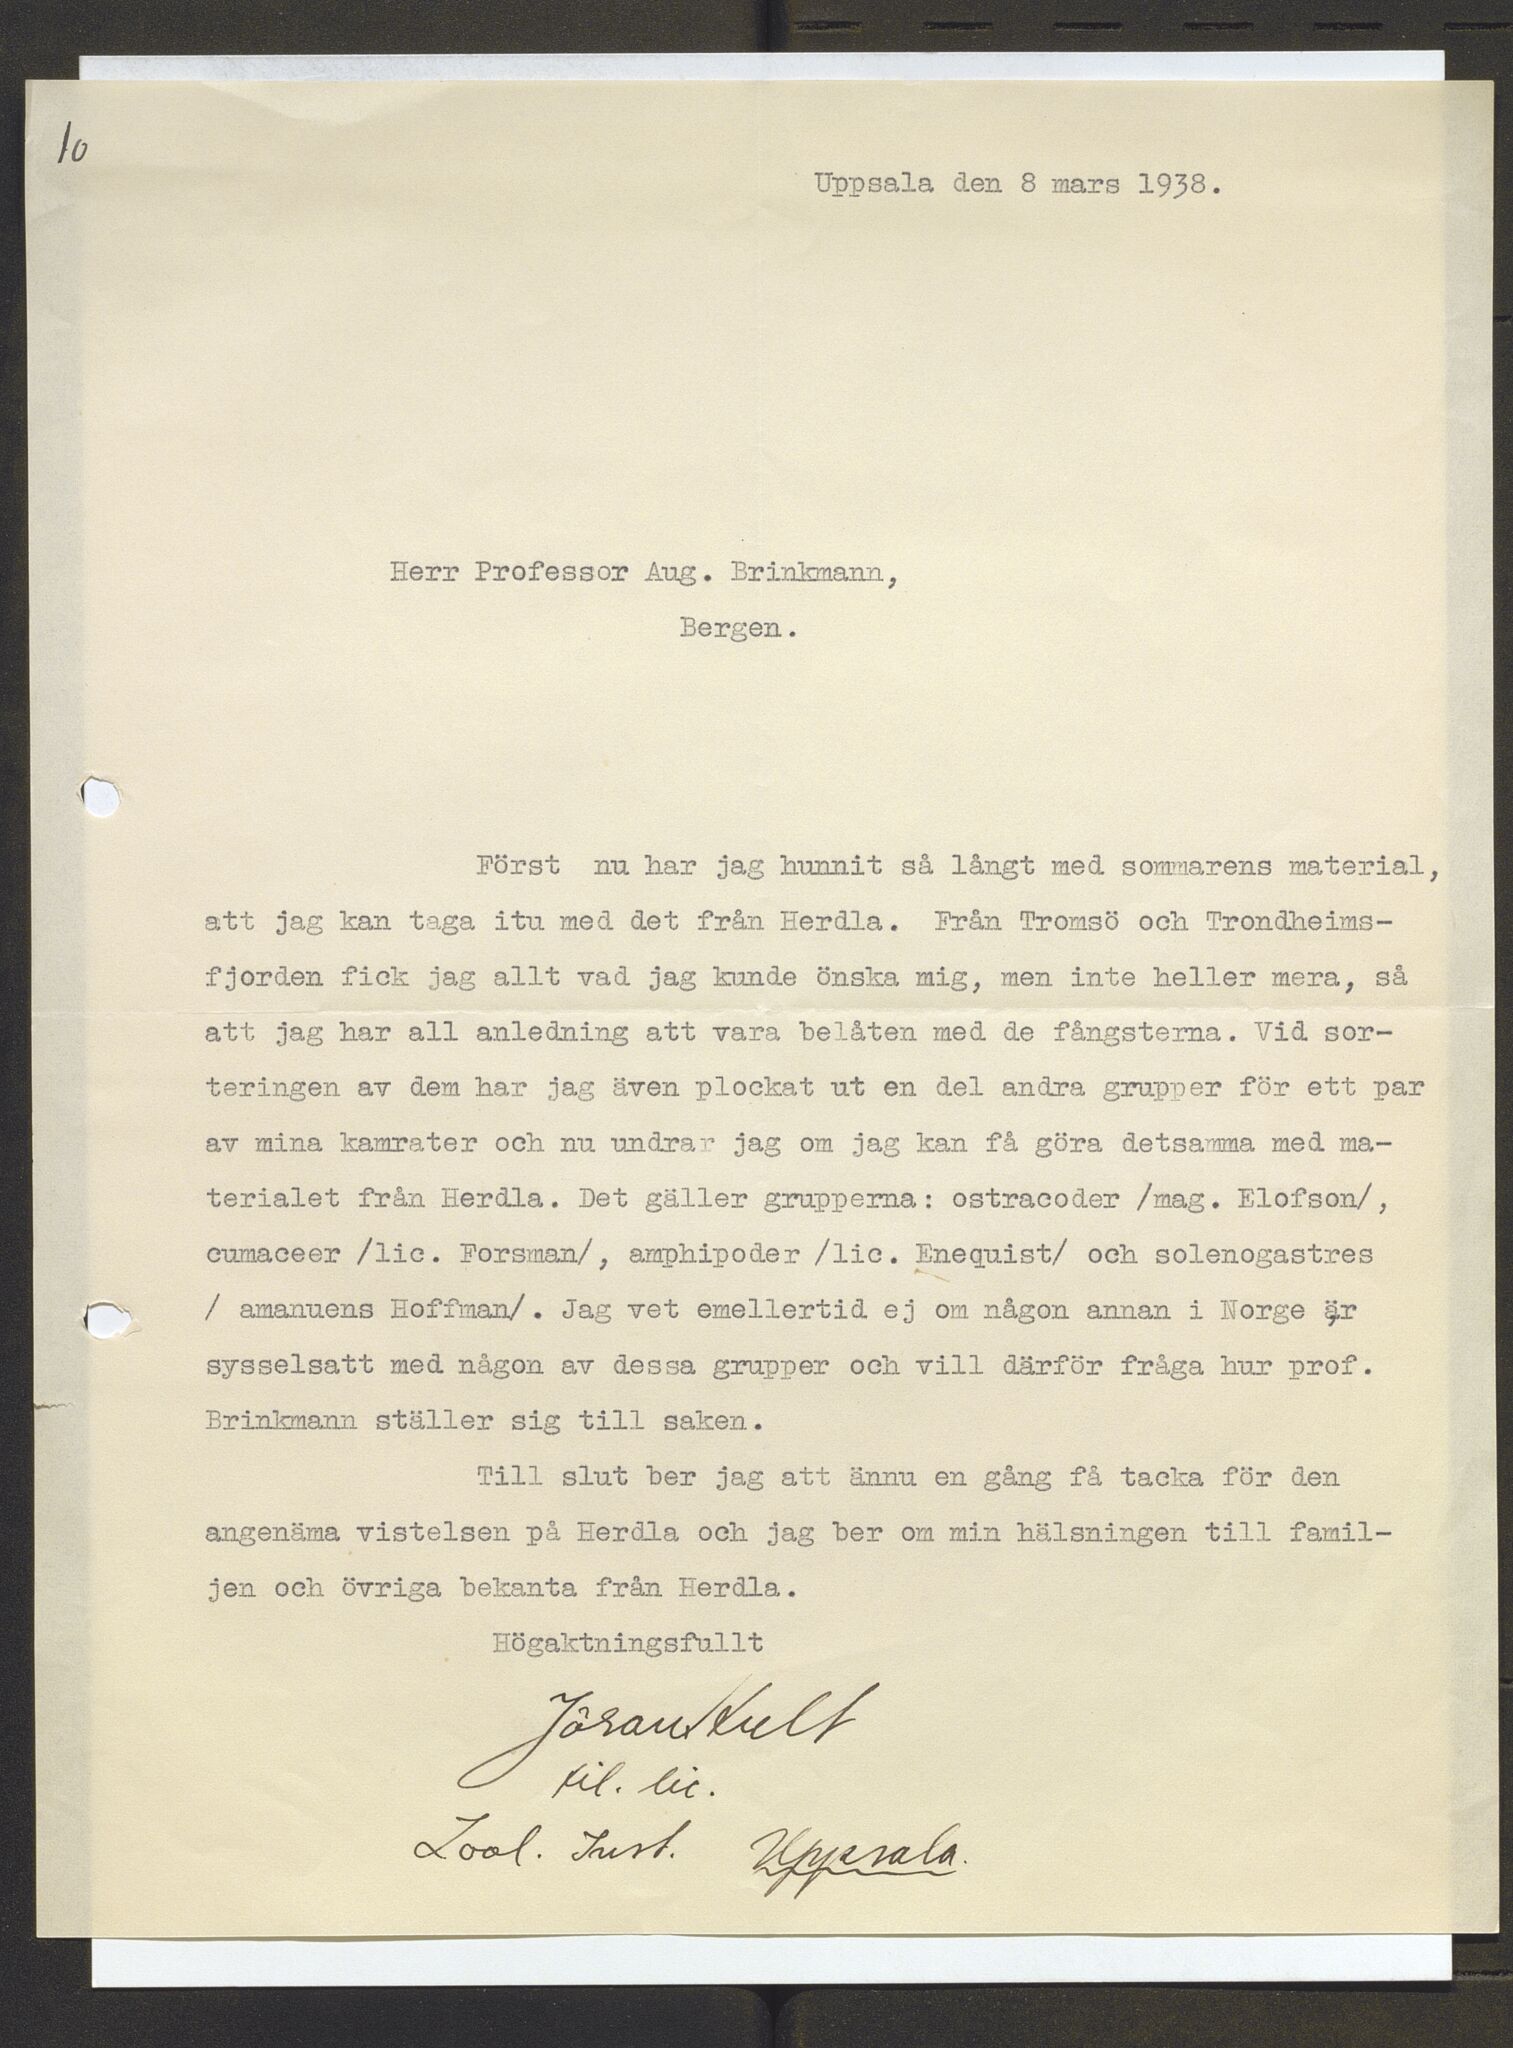 10
Uppsala den 8 mars 1938.
Herr Professor Aug. Brinkmann,
Bergen.
Först  nu har jag hunnit så långt med sommarens material,
att jag kan taga itu med det från Herdla.  Från Tromsö och Trondheims-
fjorden fick jag allt vad jag kunde önska mig, men inte heller mera, så
att jag har all anledning att vara belåten med de fångsterna. Vid sor-
teringen av dem har jag även plockat ut en del andra grupper för ett par
av mina kamrater och nu undrar jag om jag kan få göra detsamma med ma-
terialet från Herdla. Det gäller grupperna: ostracoder /mag. Elofson/,
cumaceer /lic. Forsman/, amphipoder /lic. Enequist/ och solenogastres
/ amanuens Hoffman/. Jag vet emellertid ej om någon annan i Norge är
sysselsatt med någon av dessa grupper och vill därför fråga hur prof.
Brinkmann ställer sig till saken.
Till slut ber jag att ännu en gång få tacka för den
angenäma vistelsen på Herdla och jag ber om min hälsningen till famil-
jen och övriga bekanta från Herdla.
Högaktningsfullt
Jöran Hult
fil. lic.
Zool. Inst. Uppsala.